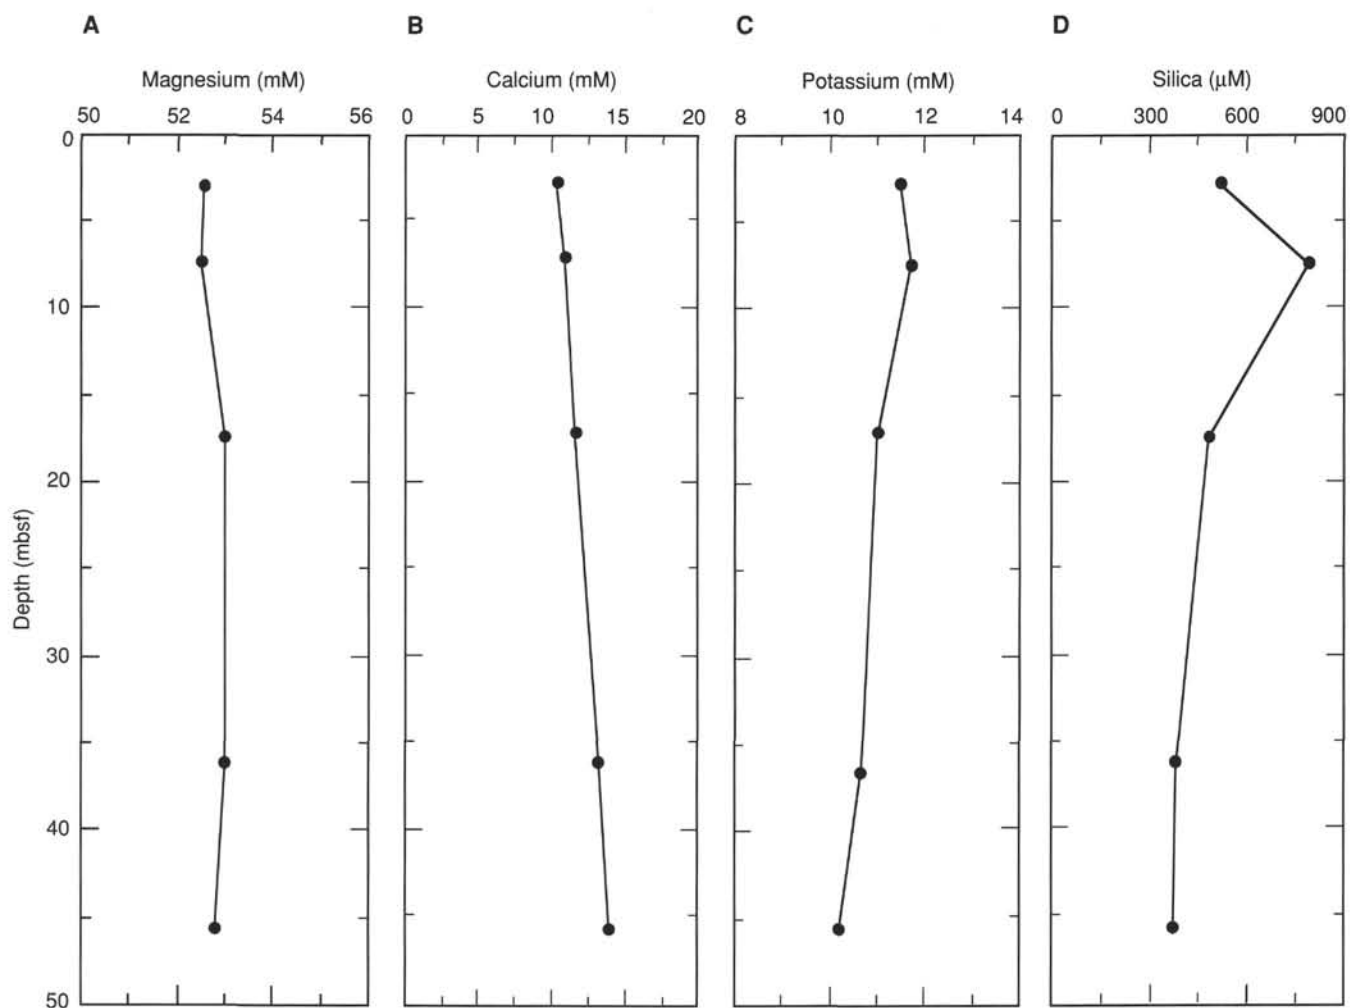 A B C D
Magnesium (mM) Calcium (mM) Potassium (mM) Silica (μM)
50 52 54 56 0 5 10 15 20 8 10 12 14 0 300 600 900
0
10
20
Depth (mbsf)
30
40
50